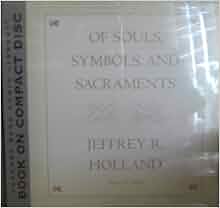 BOOK ON COMPACT DISC
OF SOULS,
SYMBOLS, AND
SACRAMENTS
JEFFREY R.
HOLLAND